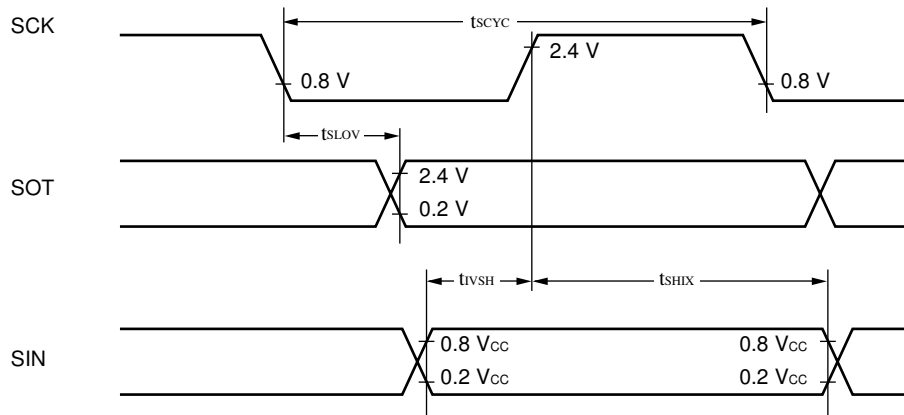 SCK
tSCYC
2.4 V
0.8 V
0.8 V
tSLOV
SOT
2.4 V
0.2 V
tIVSH
tSHIX
SIN
0.8 VCC
0.8 VCC
0.2 VCC
0.2 VCC